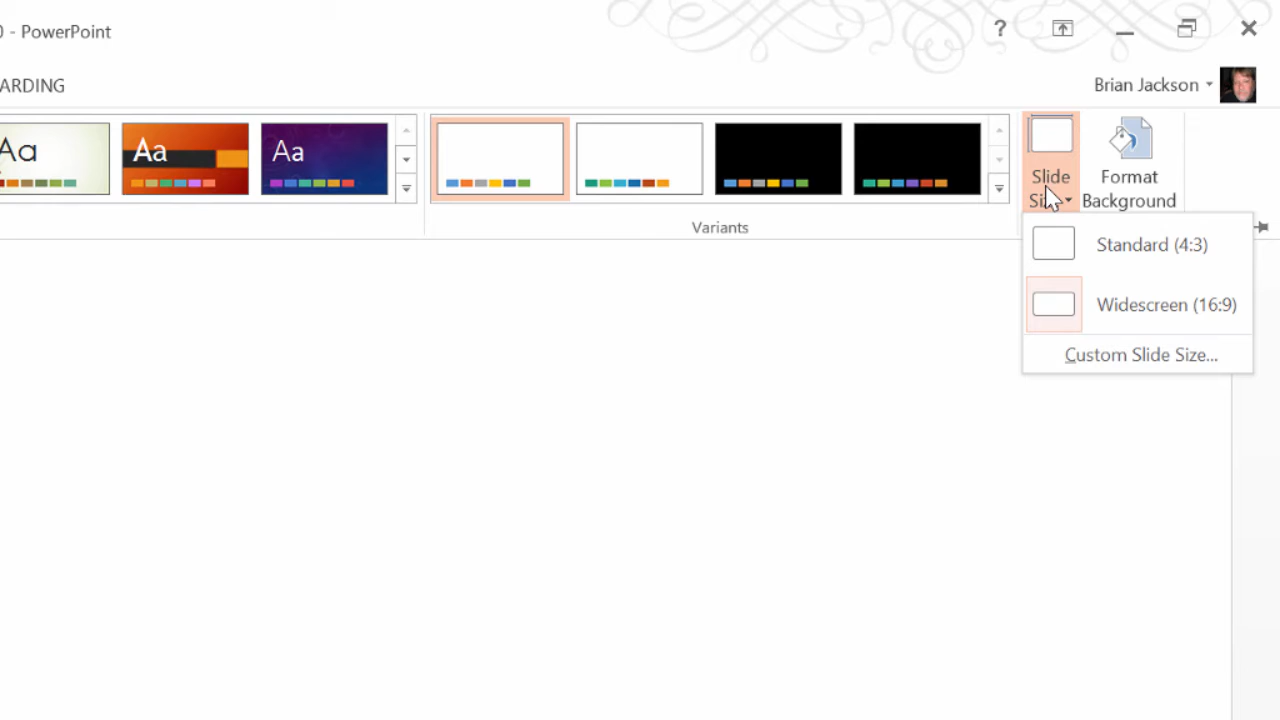 0 - PowerPoint
?
ARDING
Brian Jackson
Aa
Aa
Aa
Slide
Format
Background
Variants
Standard (4:3)
Widescreen (16:9)
Custom Slide Size...